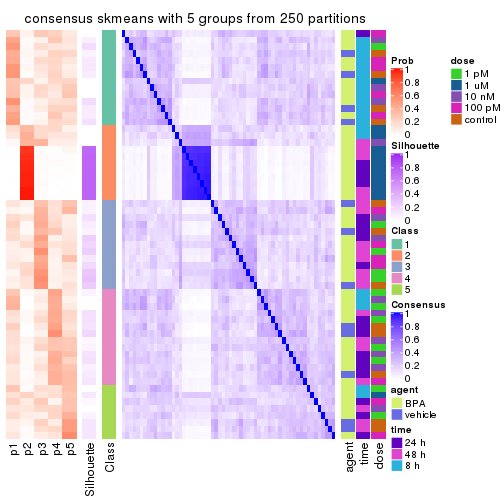 consensus skmeans with 5 groups from 250 partitions
Prob
1
0.8
0.6
0.4
0.2
0
Silhouette
1
0.8
0.6
0.4
0.2
0
Class
1
2
3
4
5
Consensus
1
0.8
0.6
0.4
0.2
0
agent
BPA
vehicle
time
24 h
48 h
8 h
dose
1 pM
1 uM
10 nM
100 pM
control
p1
p2
p3
p4
p5
Silhouette
Class
agent
time
dose